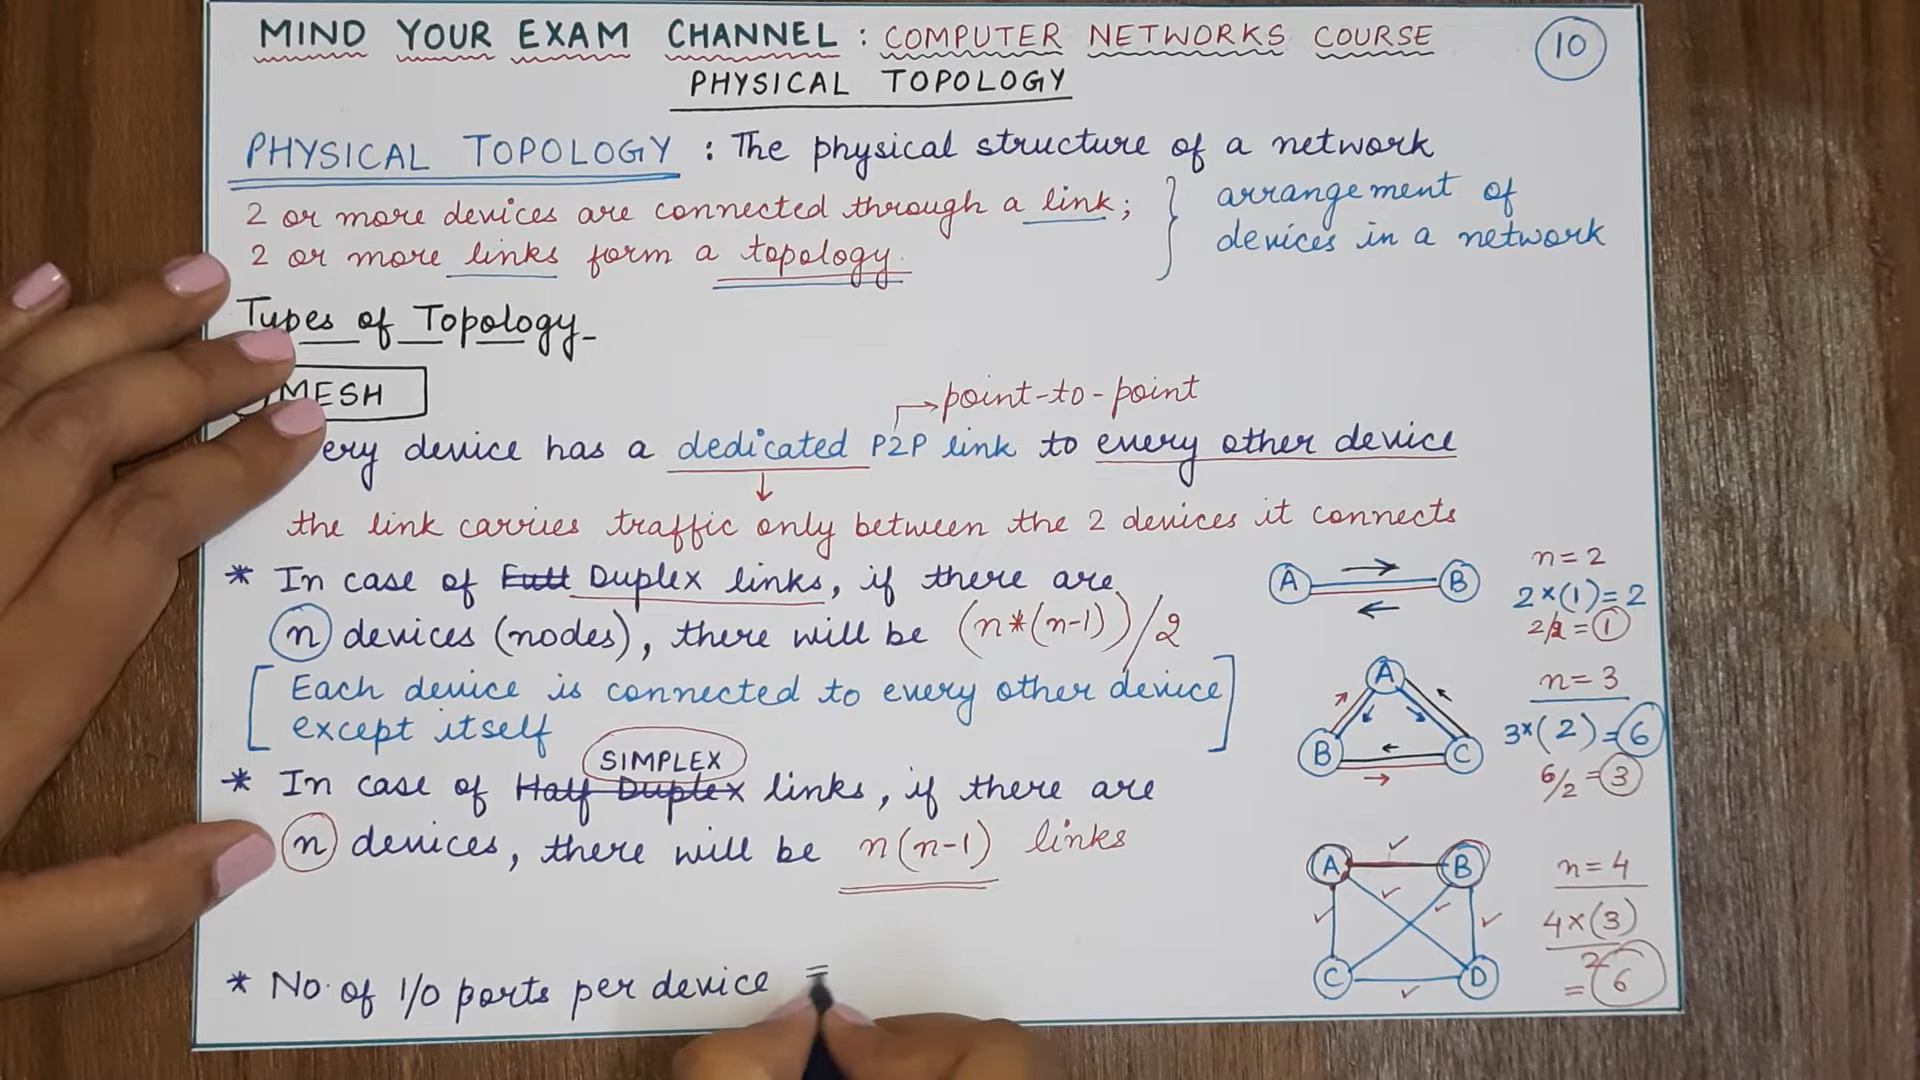 MIND YOUR EXAM CHANNEL : COMPUTER NETWORKS COURSE
10
PHYSICAL TOPOLOGY
PHYSICAL TOPOLOGY : The physical structure of a network
2 or more devices are connected through a link;
2 or more links form a topology.
arrangement of
devices in a network
Types of Topology-
MESH
point-to-point
ery device has a dedicated P2P link to every other device
the link carries traffic only between the 2 devices it connects
* In case of Full Duplex links, if there are
n devices (nodes), there will be (n*(n-1))/2
[Each device is connected to every other device
except itself]
SIMPLEX
* In case of Half Duplex links, if there are
n devices, there will be n(n-1) links
* No. of I/O ports per device =
A B
n=2
2×(1)=2
2/2=1
A
B C
n=3
3×(2)=6
6/2=3
A B
C D
n=4
4×(3)
2
=6